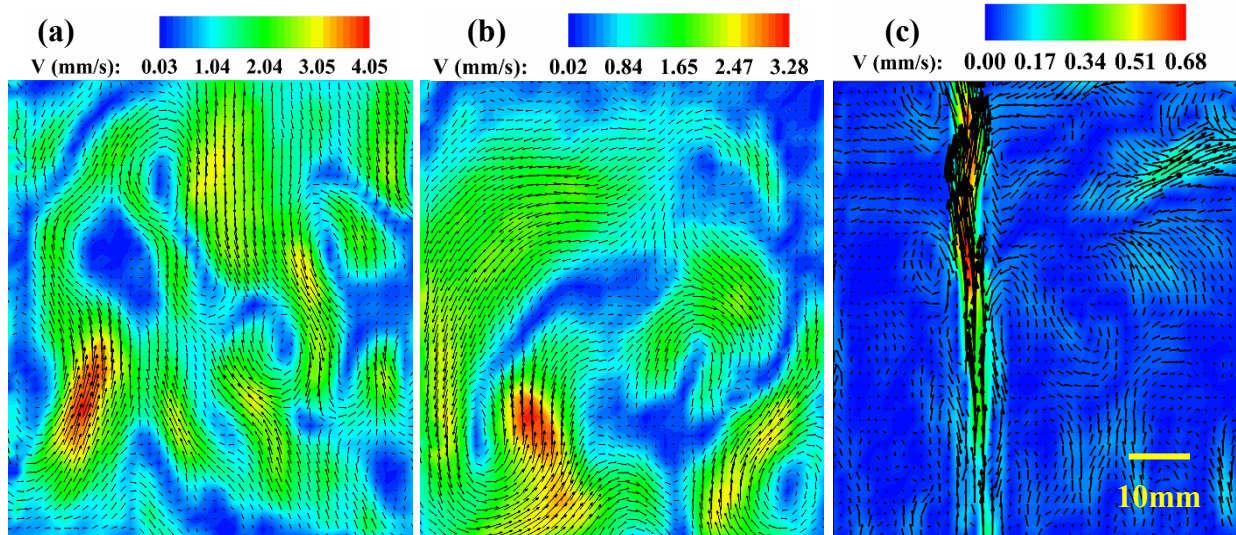 (a)
V (mm/s): 0.03 1.04 2.04 3.05 4.05
(b)
V (mm/s): 0.02 0.84 1.65 2.47 3.28
(c)
V (mm/s): 0.00 0.17 0.34 0.51 0.68
10mm